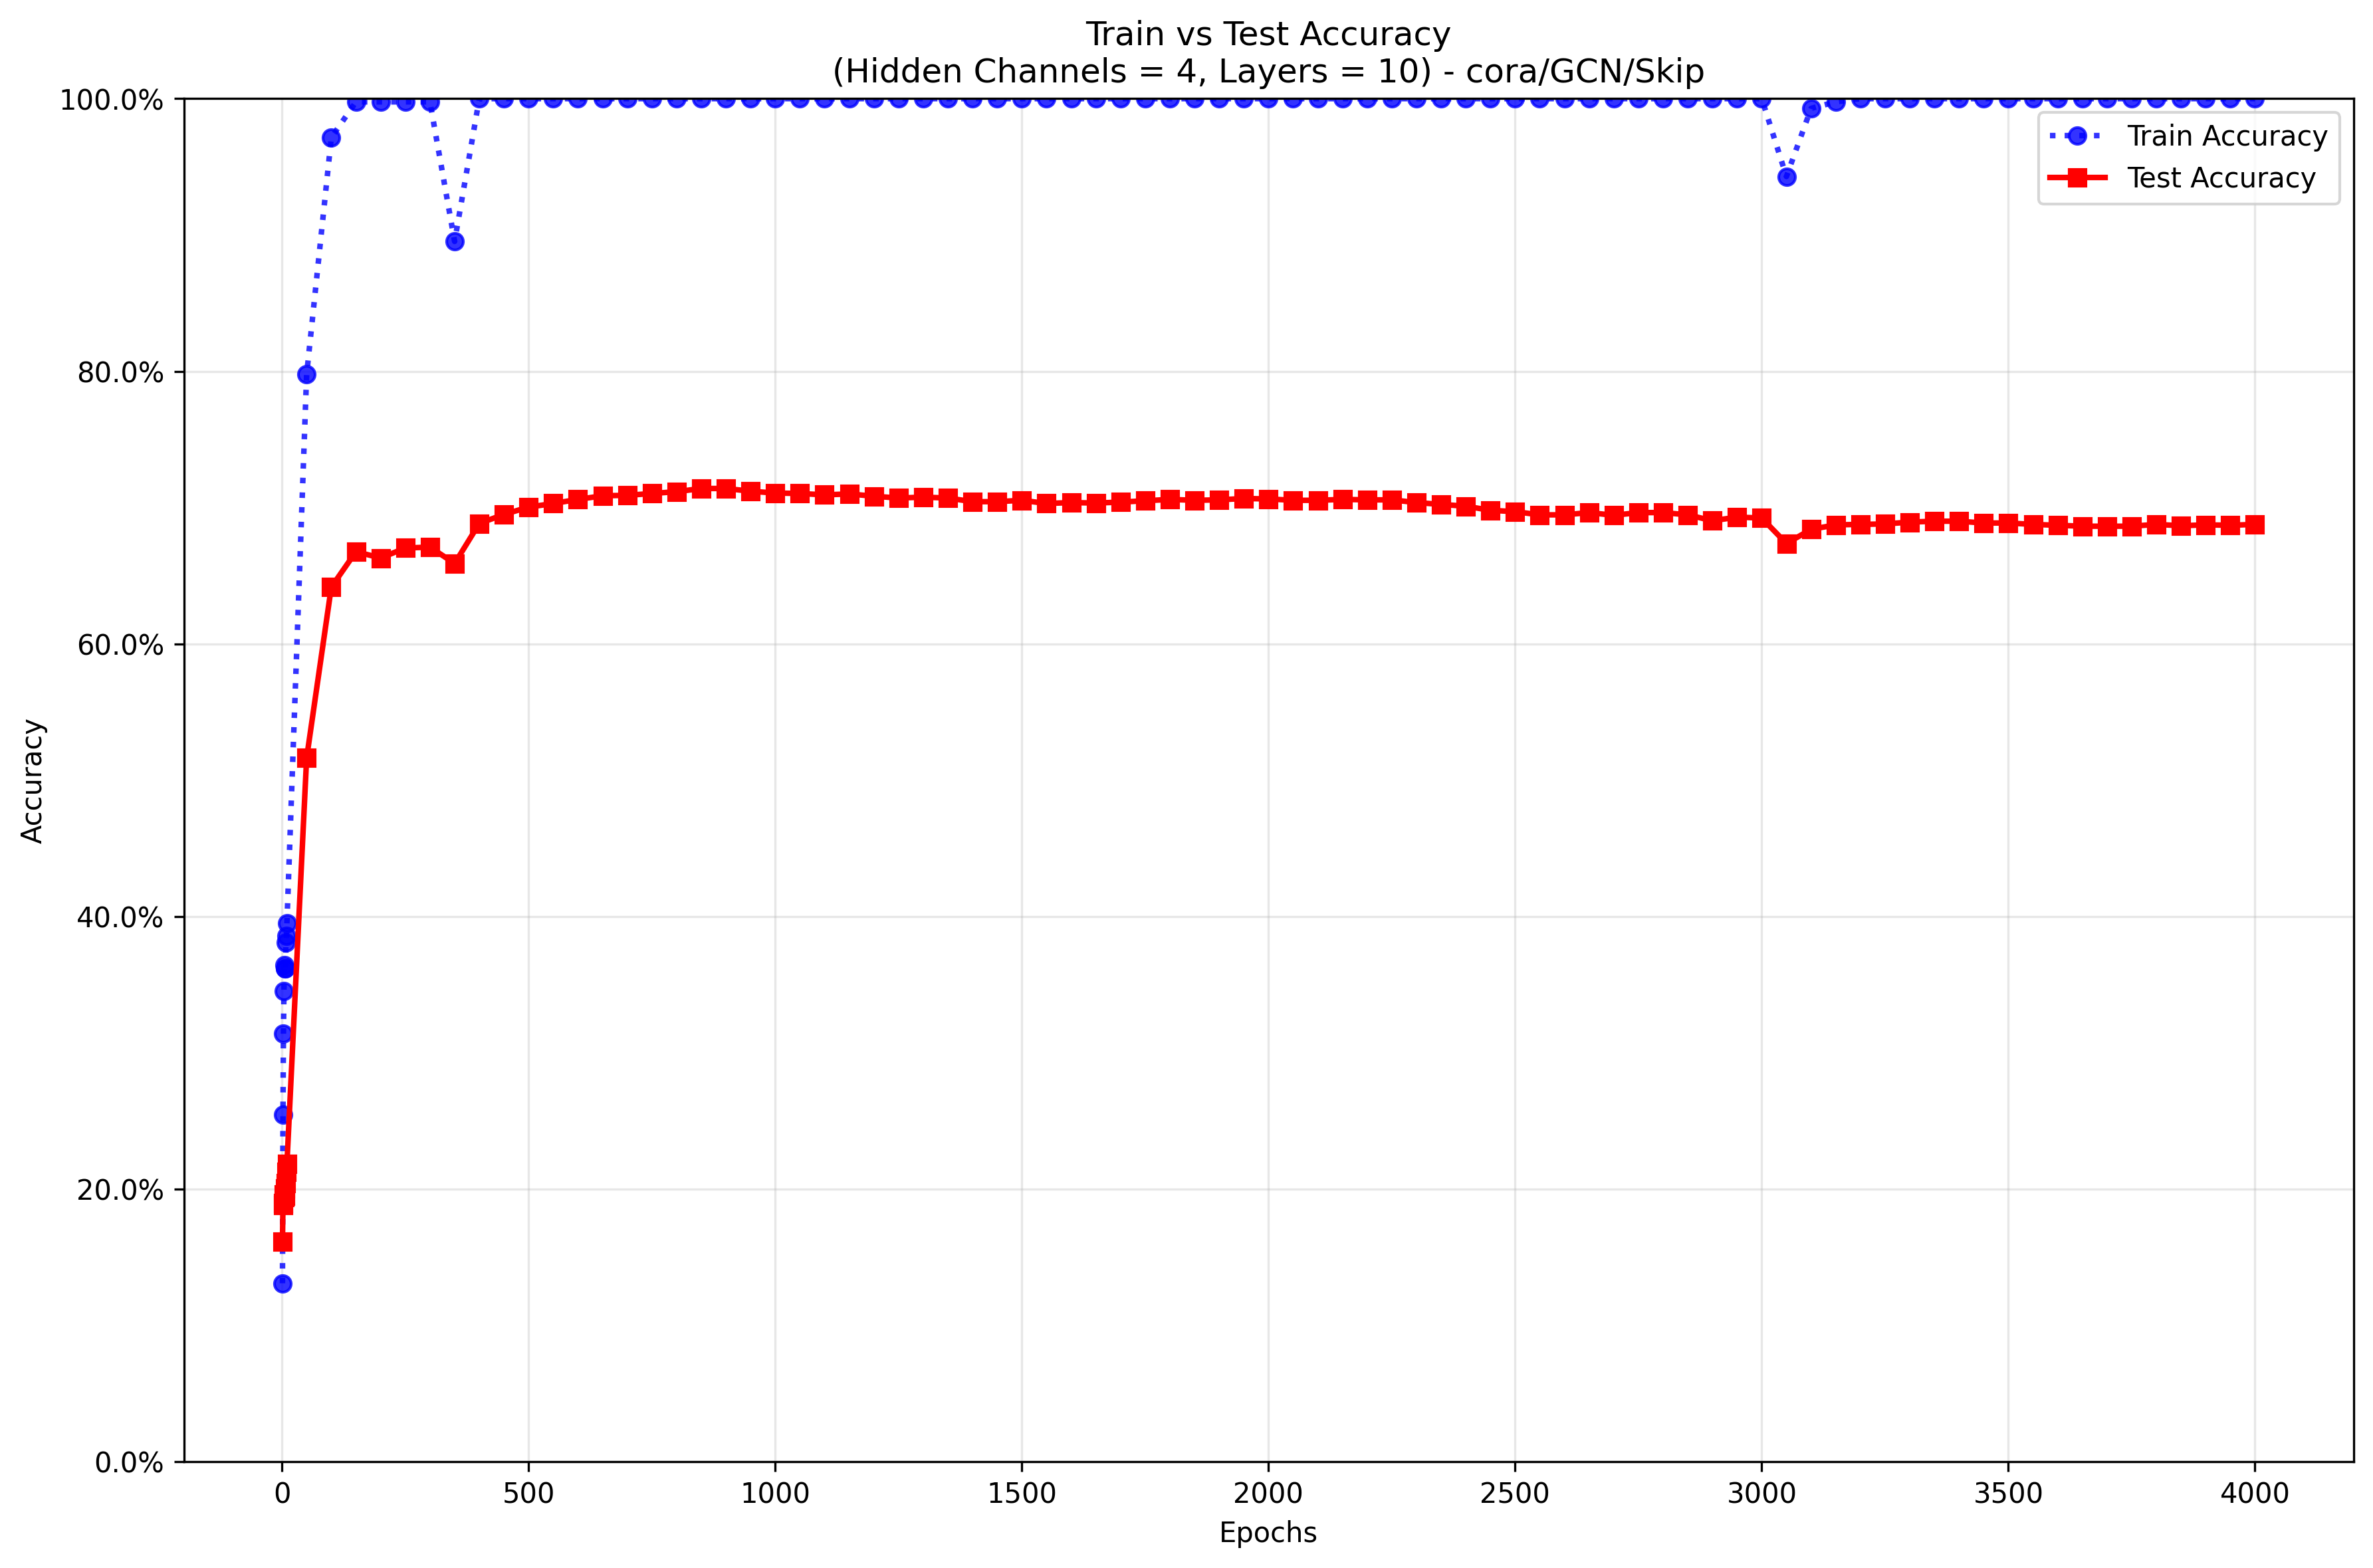 Train vs Test Accuracy
(Hidden Channels = 4, Layers = 10) - cora/GCN/Skip
100.0%
80.0%
60.0%
40.0%
20.0%
0.0%
Accuracy
Train Accuracy
Test Accuracy
0 500 1000 1500 2000 2500 3000 3500 4000
Epochs